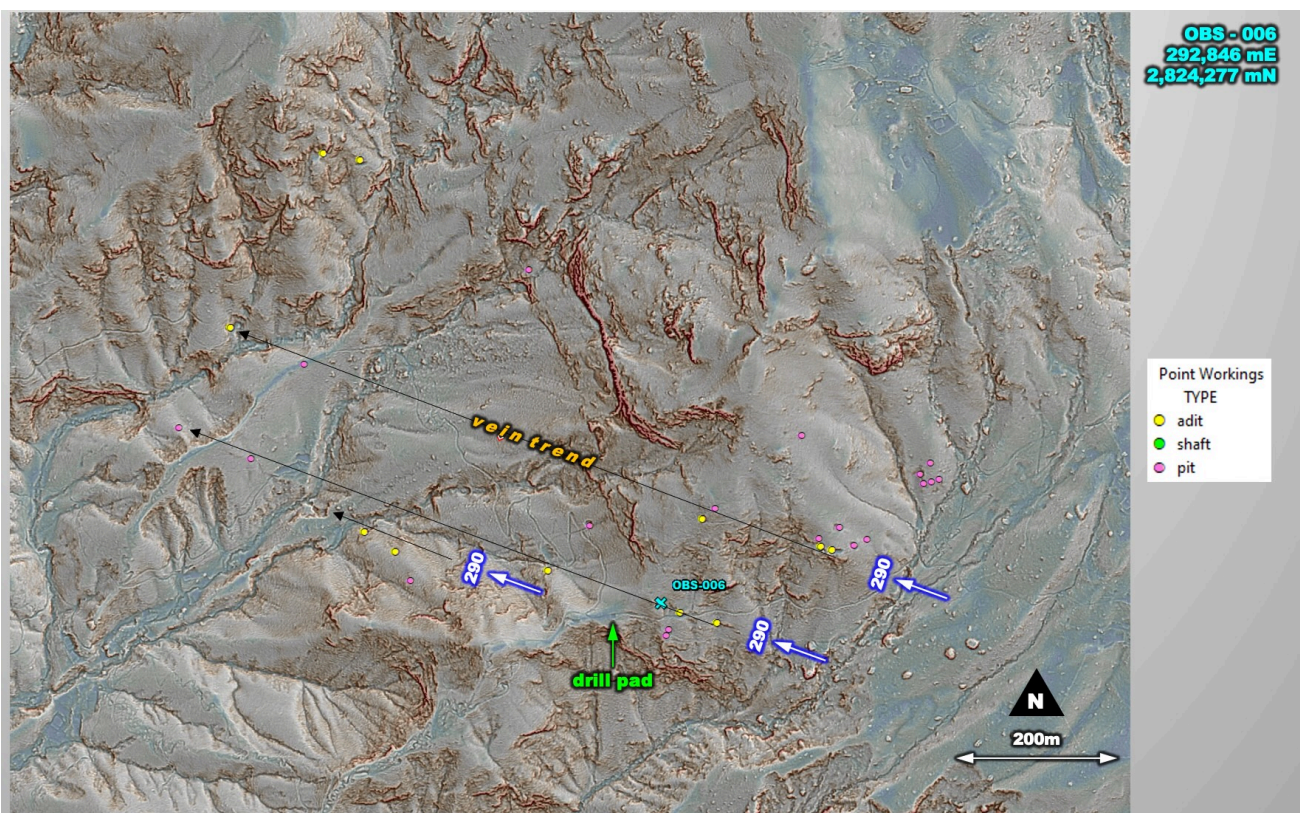 OBS - 006
292,846 mE
2,824,277 mN
vein trend
Point Workings
TYPE
adit
shaft
pit
290
290
OBS-006
290
drill pad
N
200m